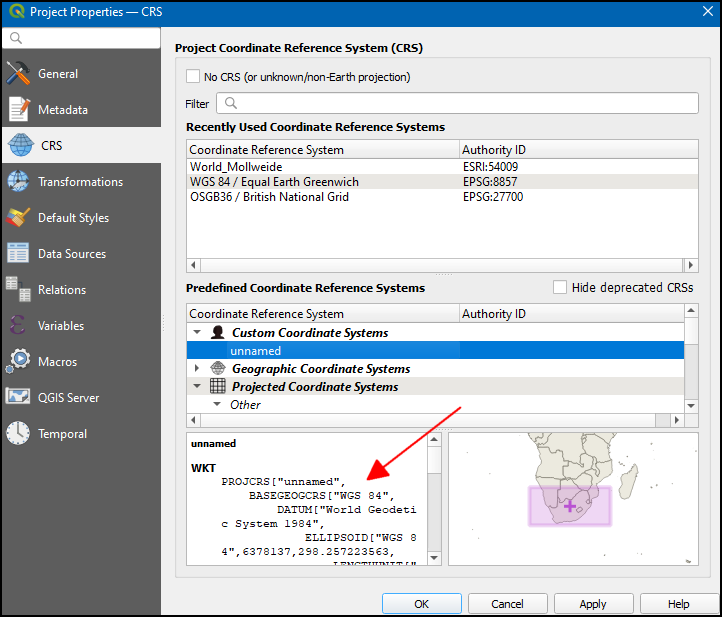 Project Properties — CRS
General
Metadata
CRS
Transformations
Default Styles
Data Sources
Relations
Variables
Macros
QGIS Server
Temporal
Project Coordinate Reference System (CRS)
No CRS (or unknown/non-Earth projection)
Filter
Recently Used Coordinate Reference Systems
Coordinate Reference System Authority ID
World_Mollweide ESRI:54009
WGS 84 / Equal Earth Greenwich EPSG:8857
OSGB36 / British National Grid EPSG:27700
Predefined Coordinate Reference Systems Hide deprecated CRSs
Coordinate Reference System Authority ID
Custom Coordinate Systems
unnamed
Geographic Coordinate Systems
Projected Coordinate Systems
Other
unnamed
WKT
PROJCRS["unnamed",
BASEGEOGCRS["WGS 84",
DATUM["World Geodeti
c System 1984",
ELLIPSOID["WGS 8
4",6378137,298.257223563,
LENGTHUNIT["
OK Cancel Apply Help